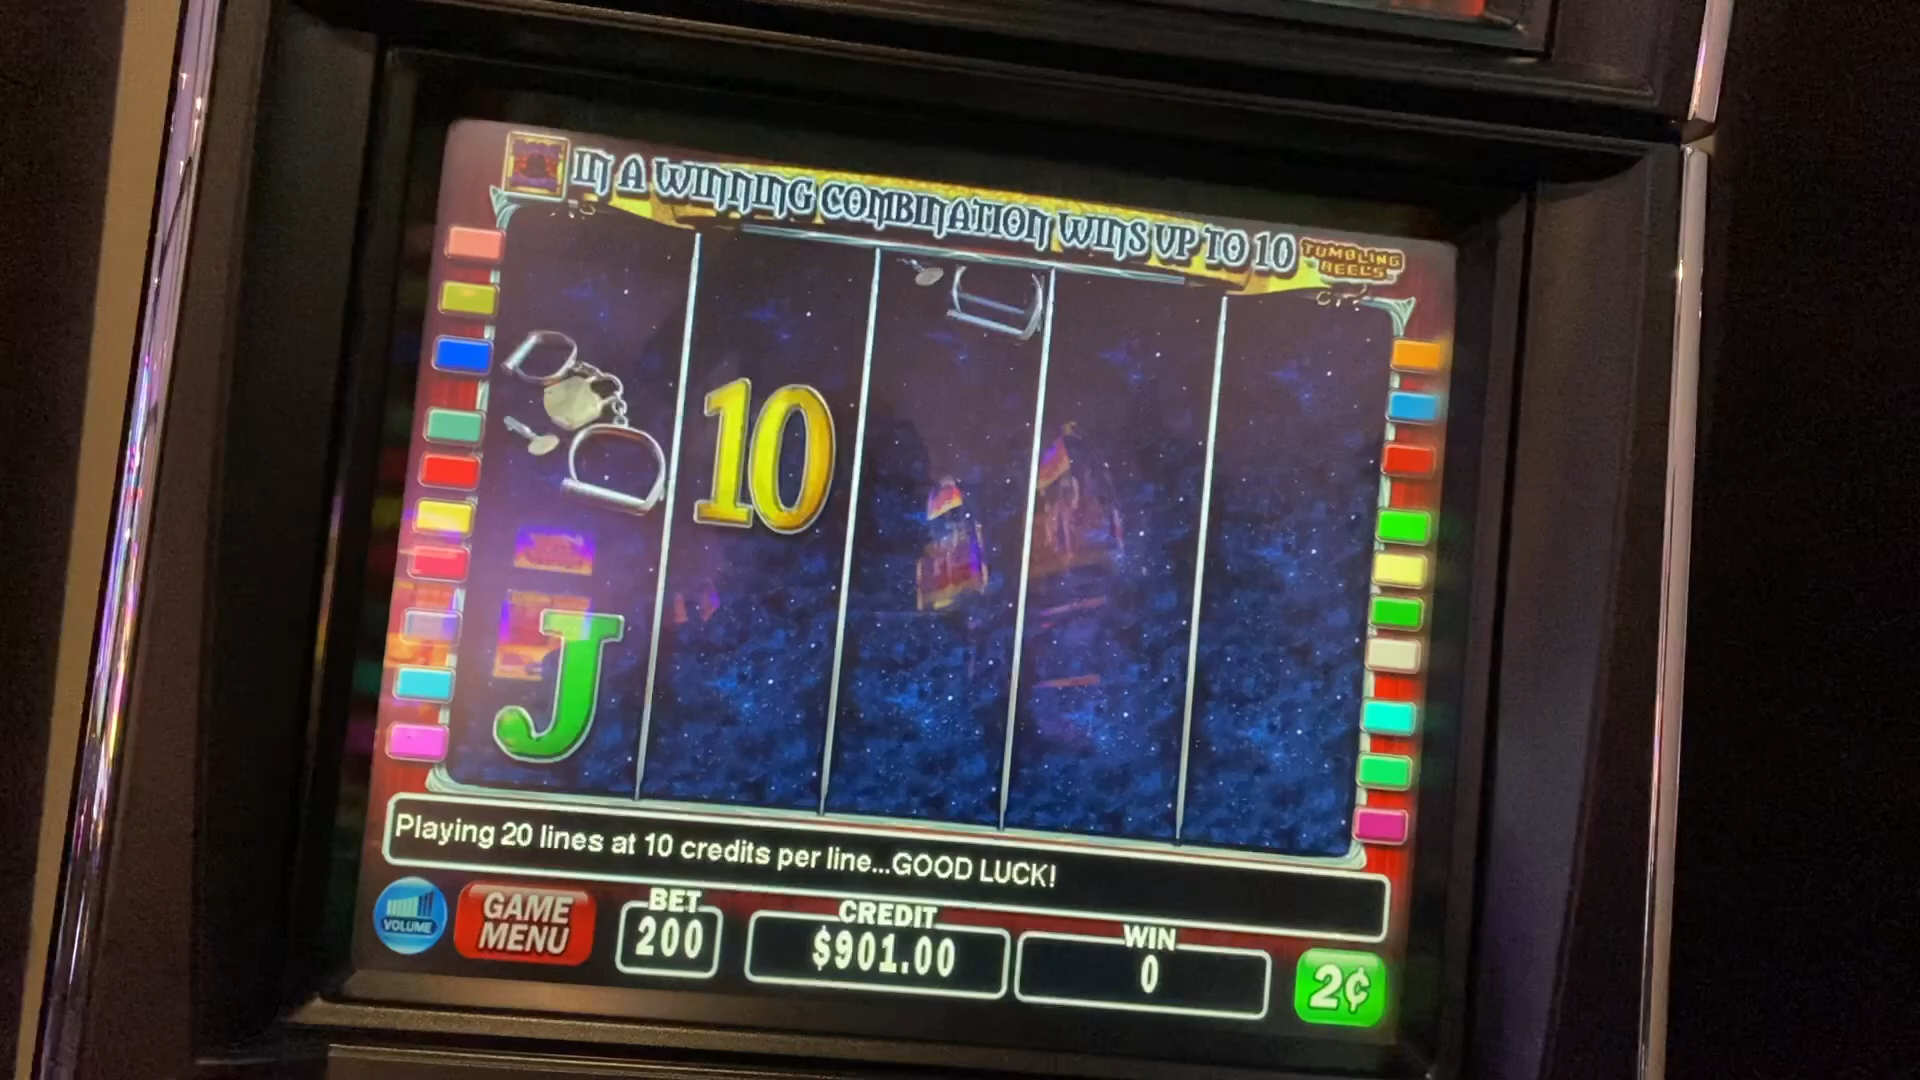 IN A WINNING COMBINATION WINS UP TO 10 TUMBLING REELS
10
J
Playing 20 lines at 10 credits per line...GOOD LUCK!
VOLUME
GAME MENU
BET
200
CREDIT
$901.00
WIN
0
2¢